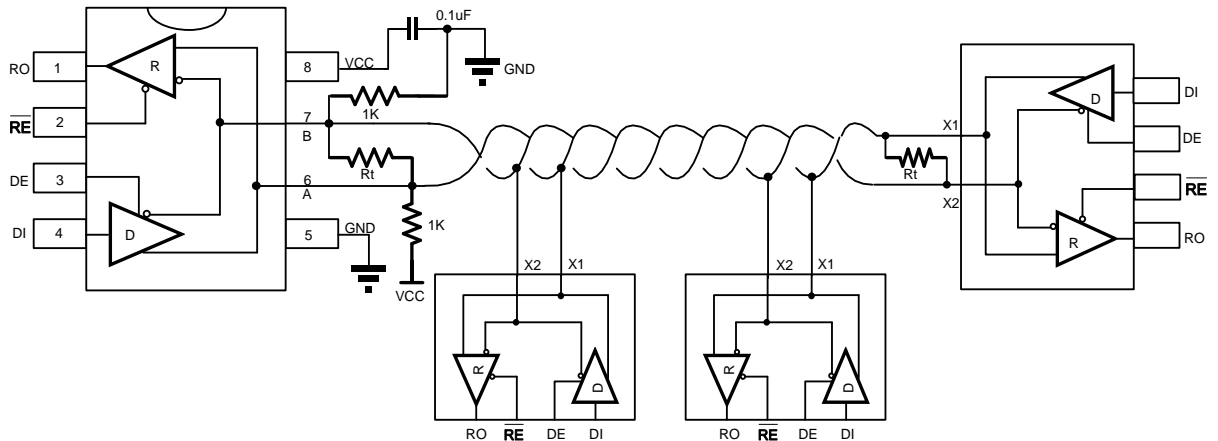 0.1uF
RO 1
R
8 VCC
GND
DI
D
RE 2
1K
7
B
X1
DE
Rt
Rt
DE 3
6
A
X2
RE
DI 4
D
5 GND
1K
R
RO
VCC
X2 X1
X2 X1
R
D
R
D
RO RE DE DI
RO RE DE DI